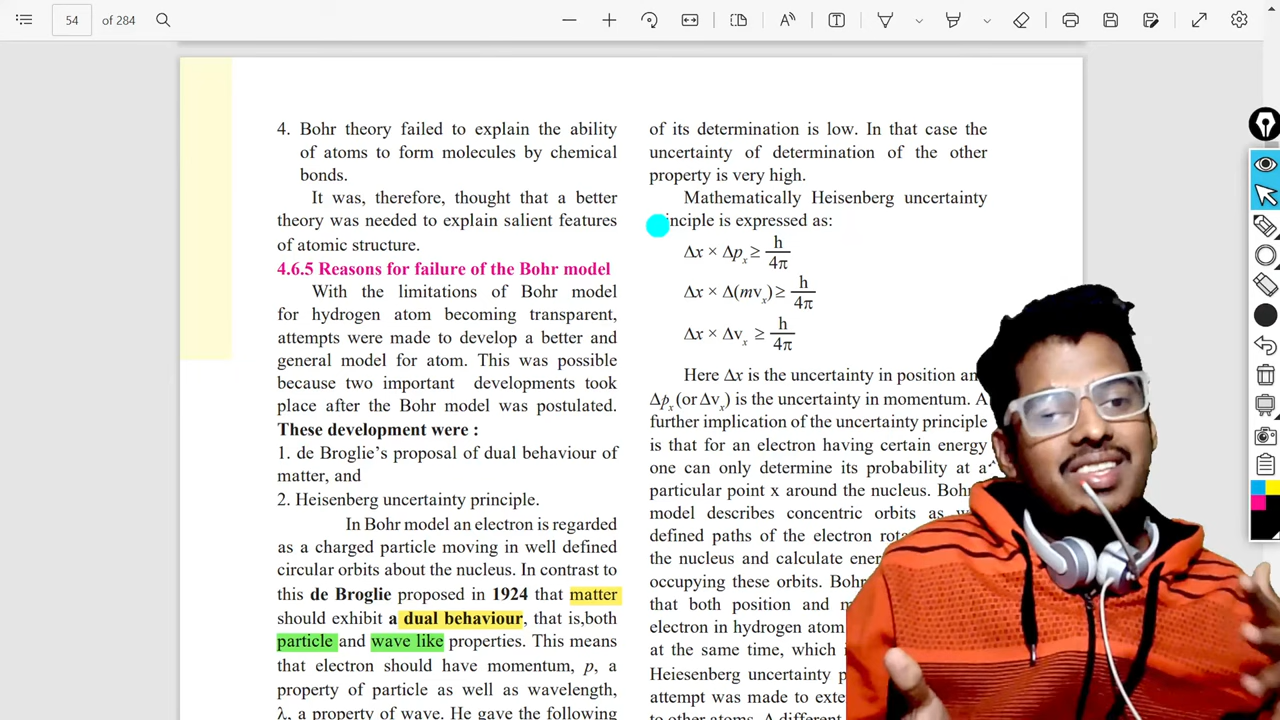 54 of 284
4. Bohr theory failed to explain the ability
of atoms to form molecules by chemical
bonds.
It was, therefore, thought that a better
theory was needed to explain salient features
of atomic structure.
4.6.5 Reasons for failure of the Bohr model
With the limitations of Bohr model
for hydrogen atom becoming transparent,
attempts were made to develop a better and
general model for atom. This was possible
because two important developments took
place after the Bohr model was postulated.
These development were :
1. de Broglie's proposal of dual behaviour of
matter, and
2. Heisenberg uncertainty principle.
In Bohr model an electron is regarded
as a charged particle moving in well defined
circular orbits about the nucleus. In contrast to
this de Broglie proposed in 1924 that matter
should exhibit a dual behaviour, that is,both
particle and wave like properties. This means
that electron should have momentum, p, a
property of particle as well as wavelength,
λ, a property of wave. He gave the following
of its determination is low. In that case the
uncertainty of determination of the other
property is very high.
Mathematically Heisenberg uncertainty
is expressed as:
Δx × Δpₓ ≥ h/4π
Δx × Δ(mvₓ) ≥ h/4π
Δx × Δvₓ ≥ h/4π
Here Δx is the uncertainty in position
Δpₓ (or Δvₓ) is the uncertainty in momentum. A
further implication of the uncertainty principle
is that for an electron having certain energy
one can only determine its probability at a
particular point x around the nucleus.
model describes concentric orbits as
defined paths of the electron
the nucleus and calculate
occupying these orbits.
that both position and
electron in hydrogen atom
at the same time, which
Heiesenberg uncertainty
attempt was made to
to other atoms. A different